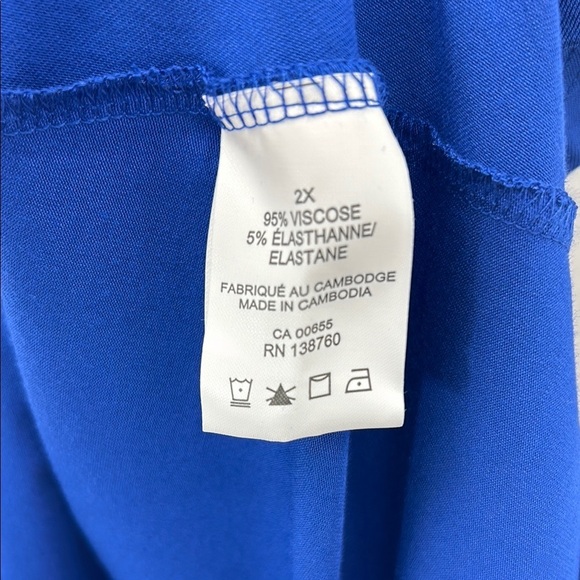 2X
95% VISCOSE
5% ÉLASTHANNE/
ELASTANE
FABRIQUÉ AU CAMBODGE
MADE IN CAMBODIA
CA 00655
RN 138760